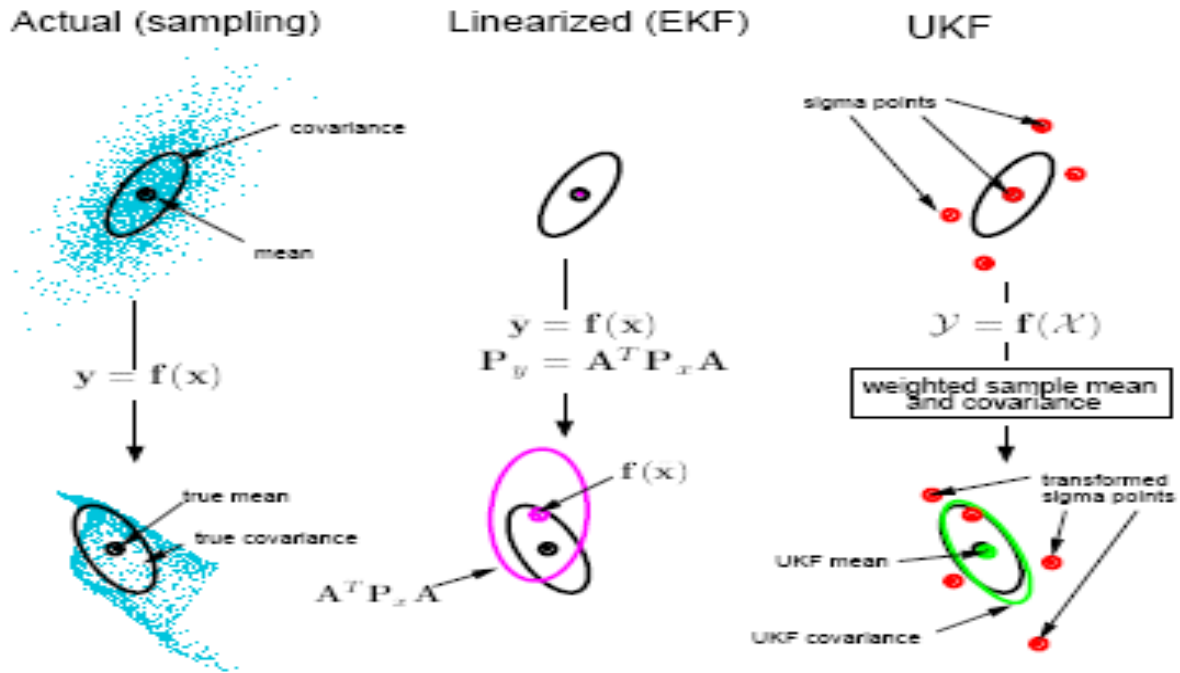 Actual (sampling)
Linearized (EKF)
UKF
covariance
mean
sigma points
y = f(x)
ȳ = f(x̄)
P_y = A^T P_x A
𝒴 = f(𝒳)
weighted sample mean
and covariance
true mean
true covariance
f(x̄)
A^T P_x A
transformed
sigma points
UKF mean
UKF covariance